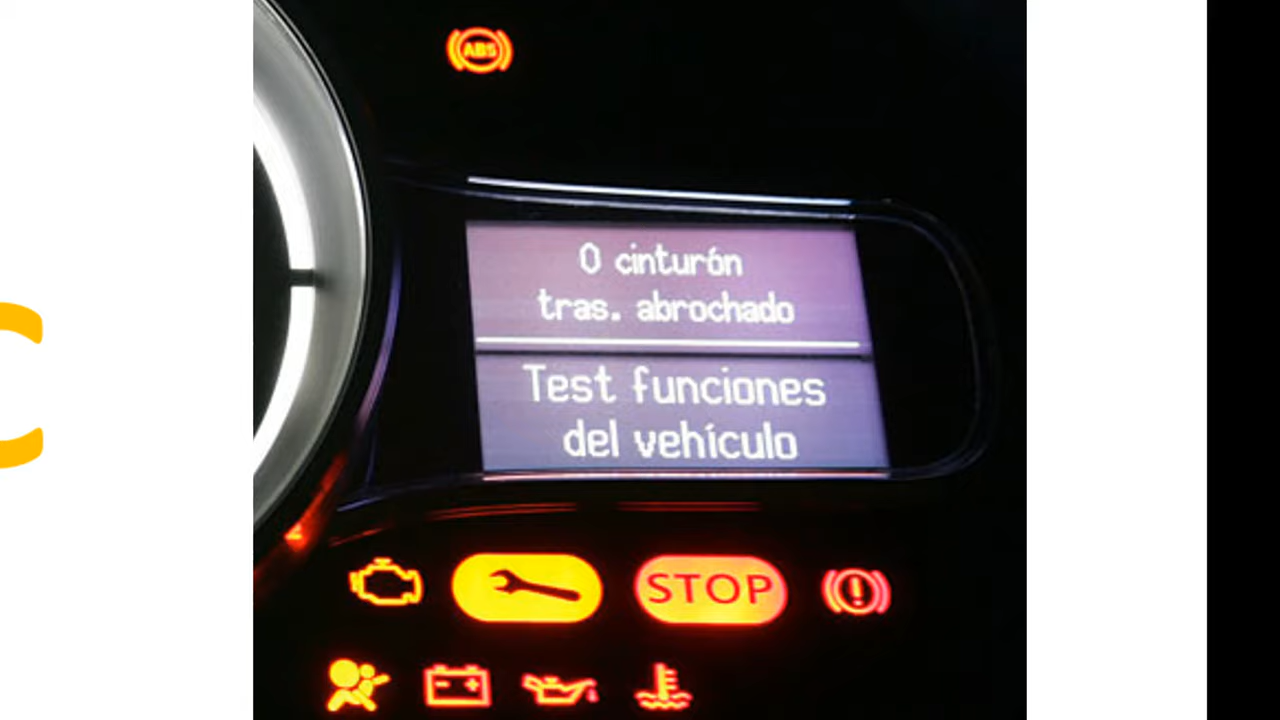 ABS
0 cinturón
tras. abrochado
Test funciones
del vehículo
STOP